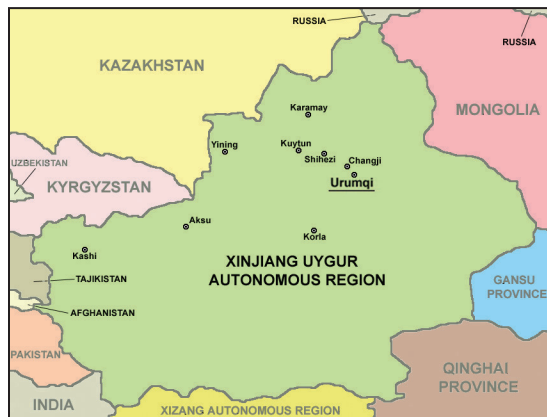 RUSSIA
RUSSIA
KAZAKHSTAN
MONGOLIA
Karamay
Yining
Kuytun
Shihezi
Changji
Urumqi
UZBEKISTAN
KYRGYZSTAN
Aksu
Korla
Kashi
XINJIANG UYGUR
AUTONOMOUS REGION
TAJIKISTAN
GANSU
PROVINCE
AFGHANISTAN
PAKISTAN
QINGHAI
PROVINCE
INDIA
XIZANG AUTONOMOUS REGION